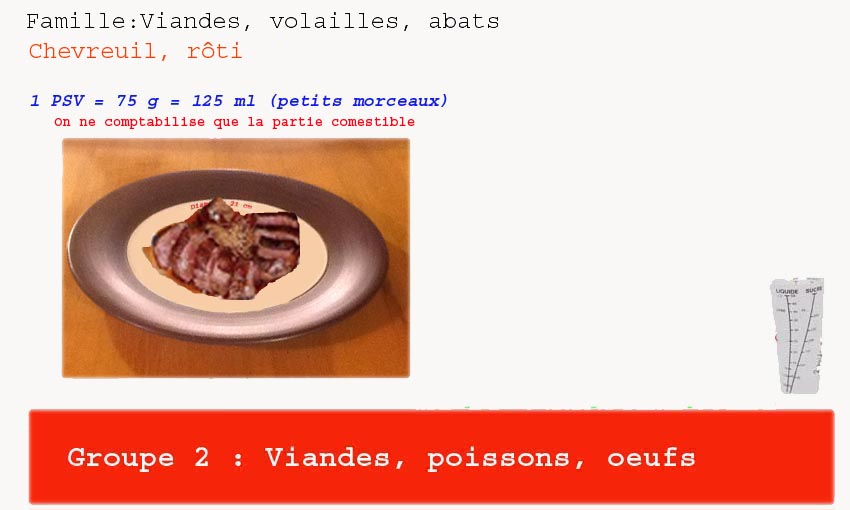 Famille:Viandes, volailles, abats
Chevreuil, rôti
1 PSV = 75 g = 125 ml (petits morceaux)
On ne comptabilise que la partie comestible
21 cm
LIQUIDE SUCRE
Groupe 2 : Viandes, poissons, oeufs